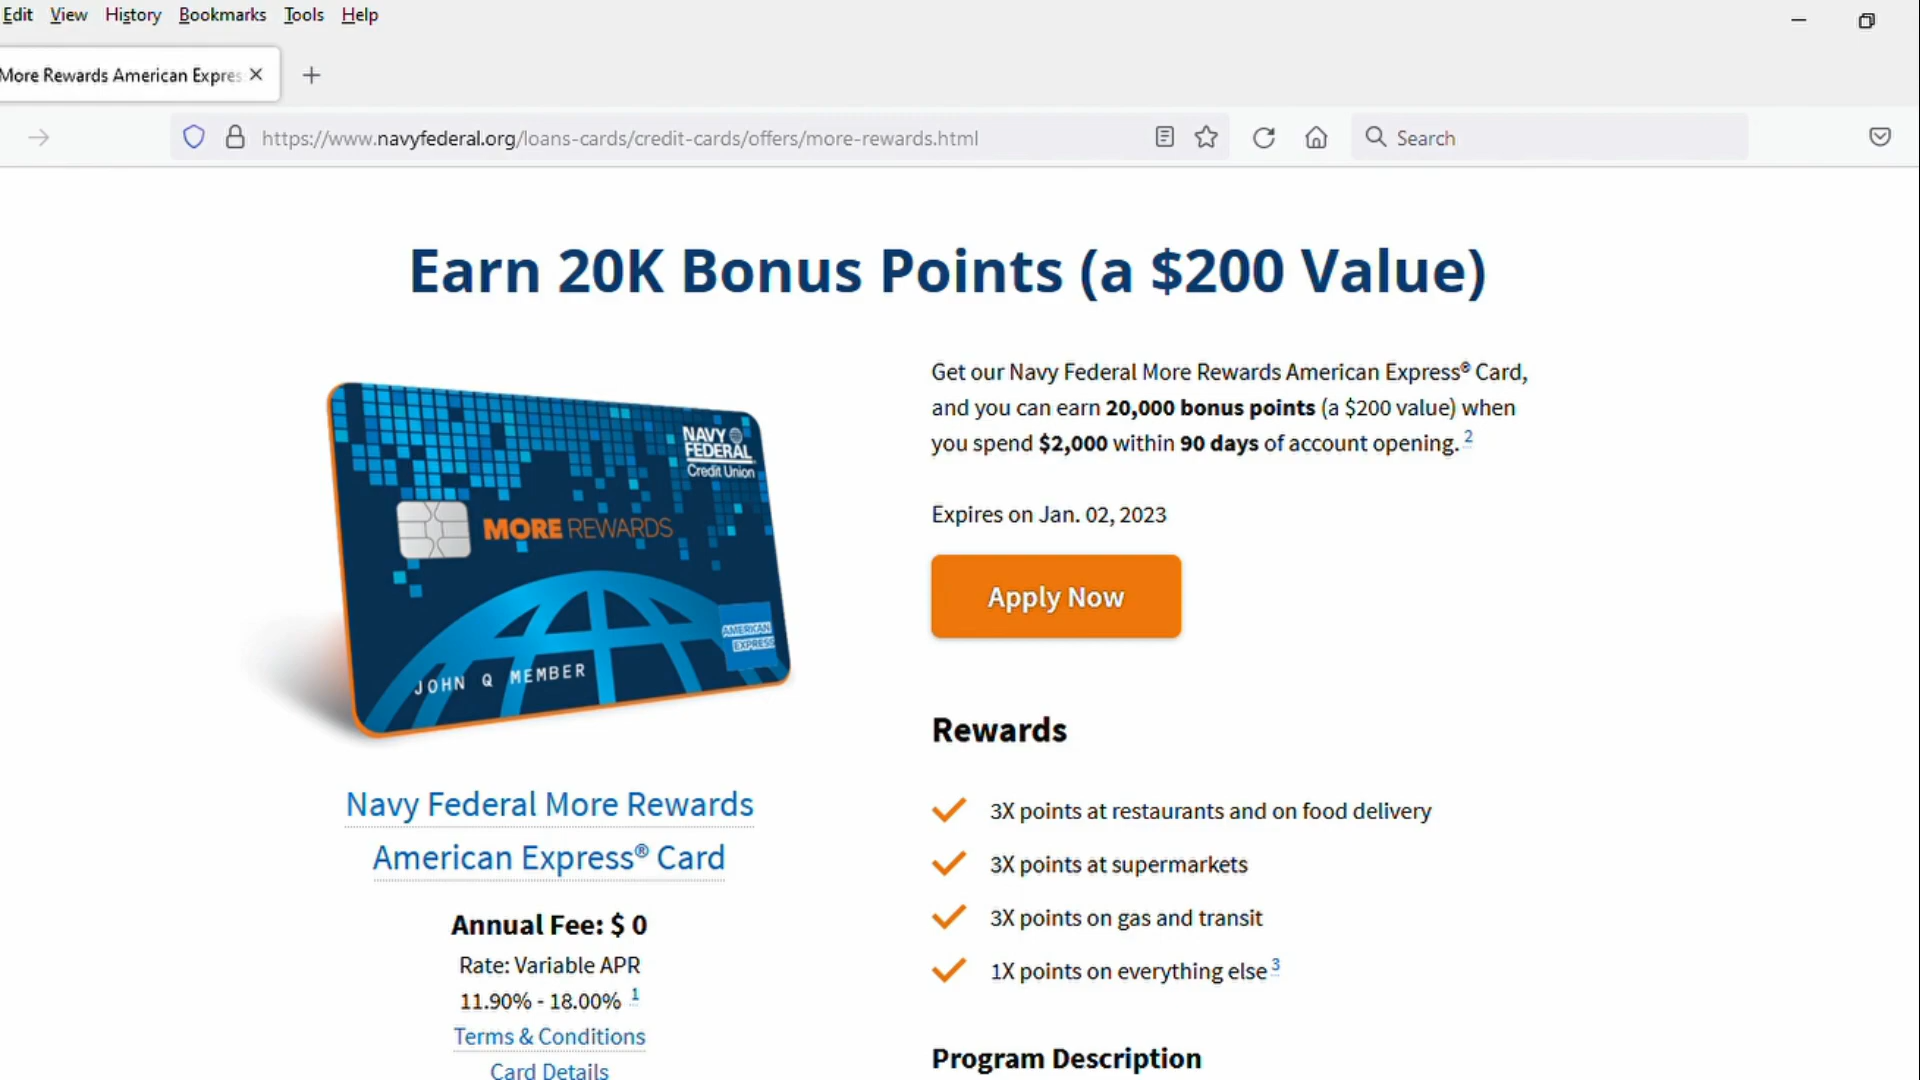 Edit View History Bookmarks Tools Help
More Rewards American Expres
https://www.navyfederal.org/loans-cards/credit-cards/offers/more-rewards.html
Search
Earn 20K Bonus Points (a $200 Value)
NAVY
FEDERAL
Credit Union
MORE REWARDS
AMERICAN
EXPRESS
JOHN Q MEMBER
Navy Federal More Rewards
American Express® Card
Annual Fee: $ 0
Rate: Variable APR
11.90% - 18.00% 1
Terms & Conditions
Card Details
Get our Navy Federal More Rewards American Express® Card,
and you can earn 20,000 bonus points (a $200 value) when
you spend $2,000 within 90 days of account opening. 2
Expires on Jan. 02, 2023
Apply Now
Rewards
3X points at restaurants and on food delivery
3X points at supermarkets
3X points on gas and transit
1X points on everything else 3
Program Description